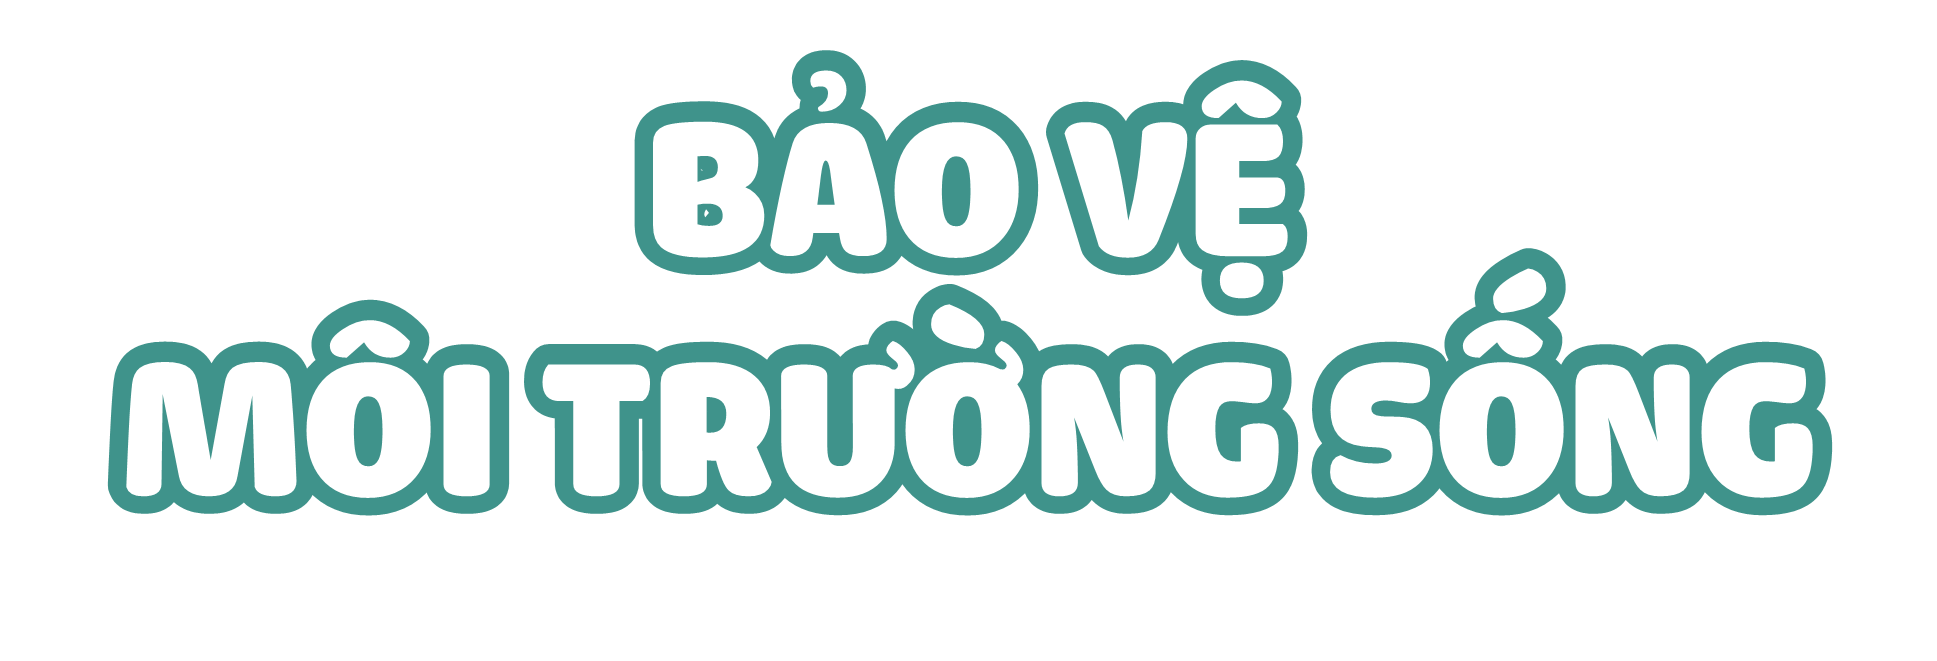 BẢO VỆ
MÔI TRƯỜNG SỐNG